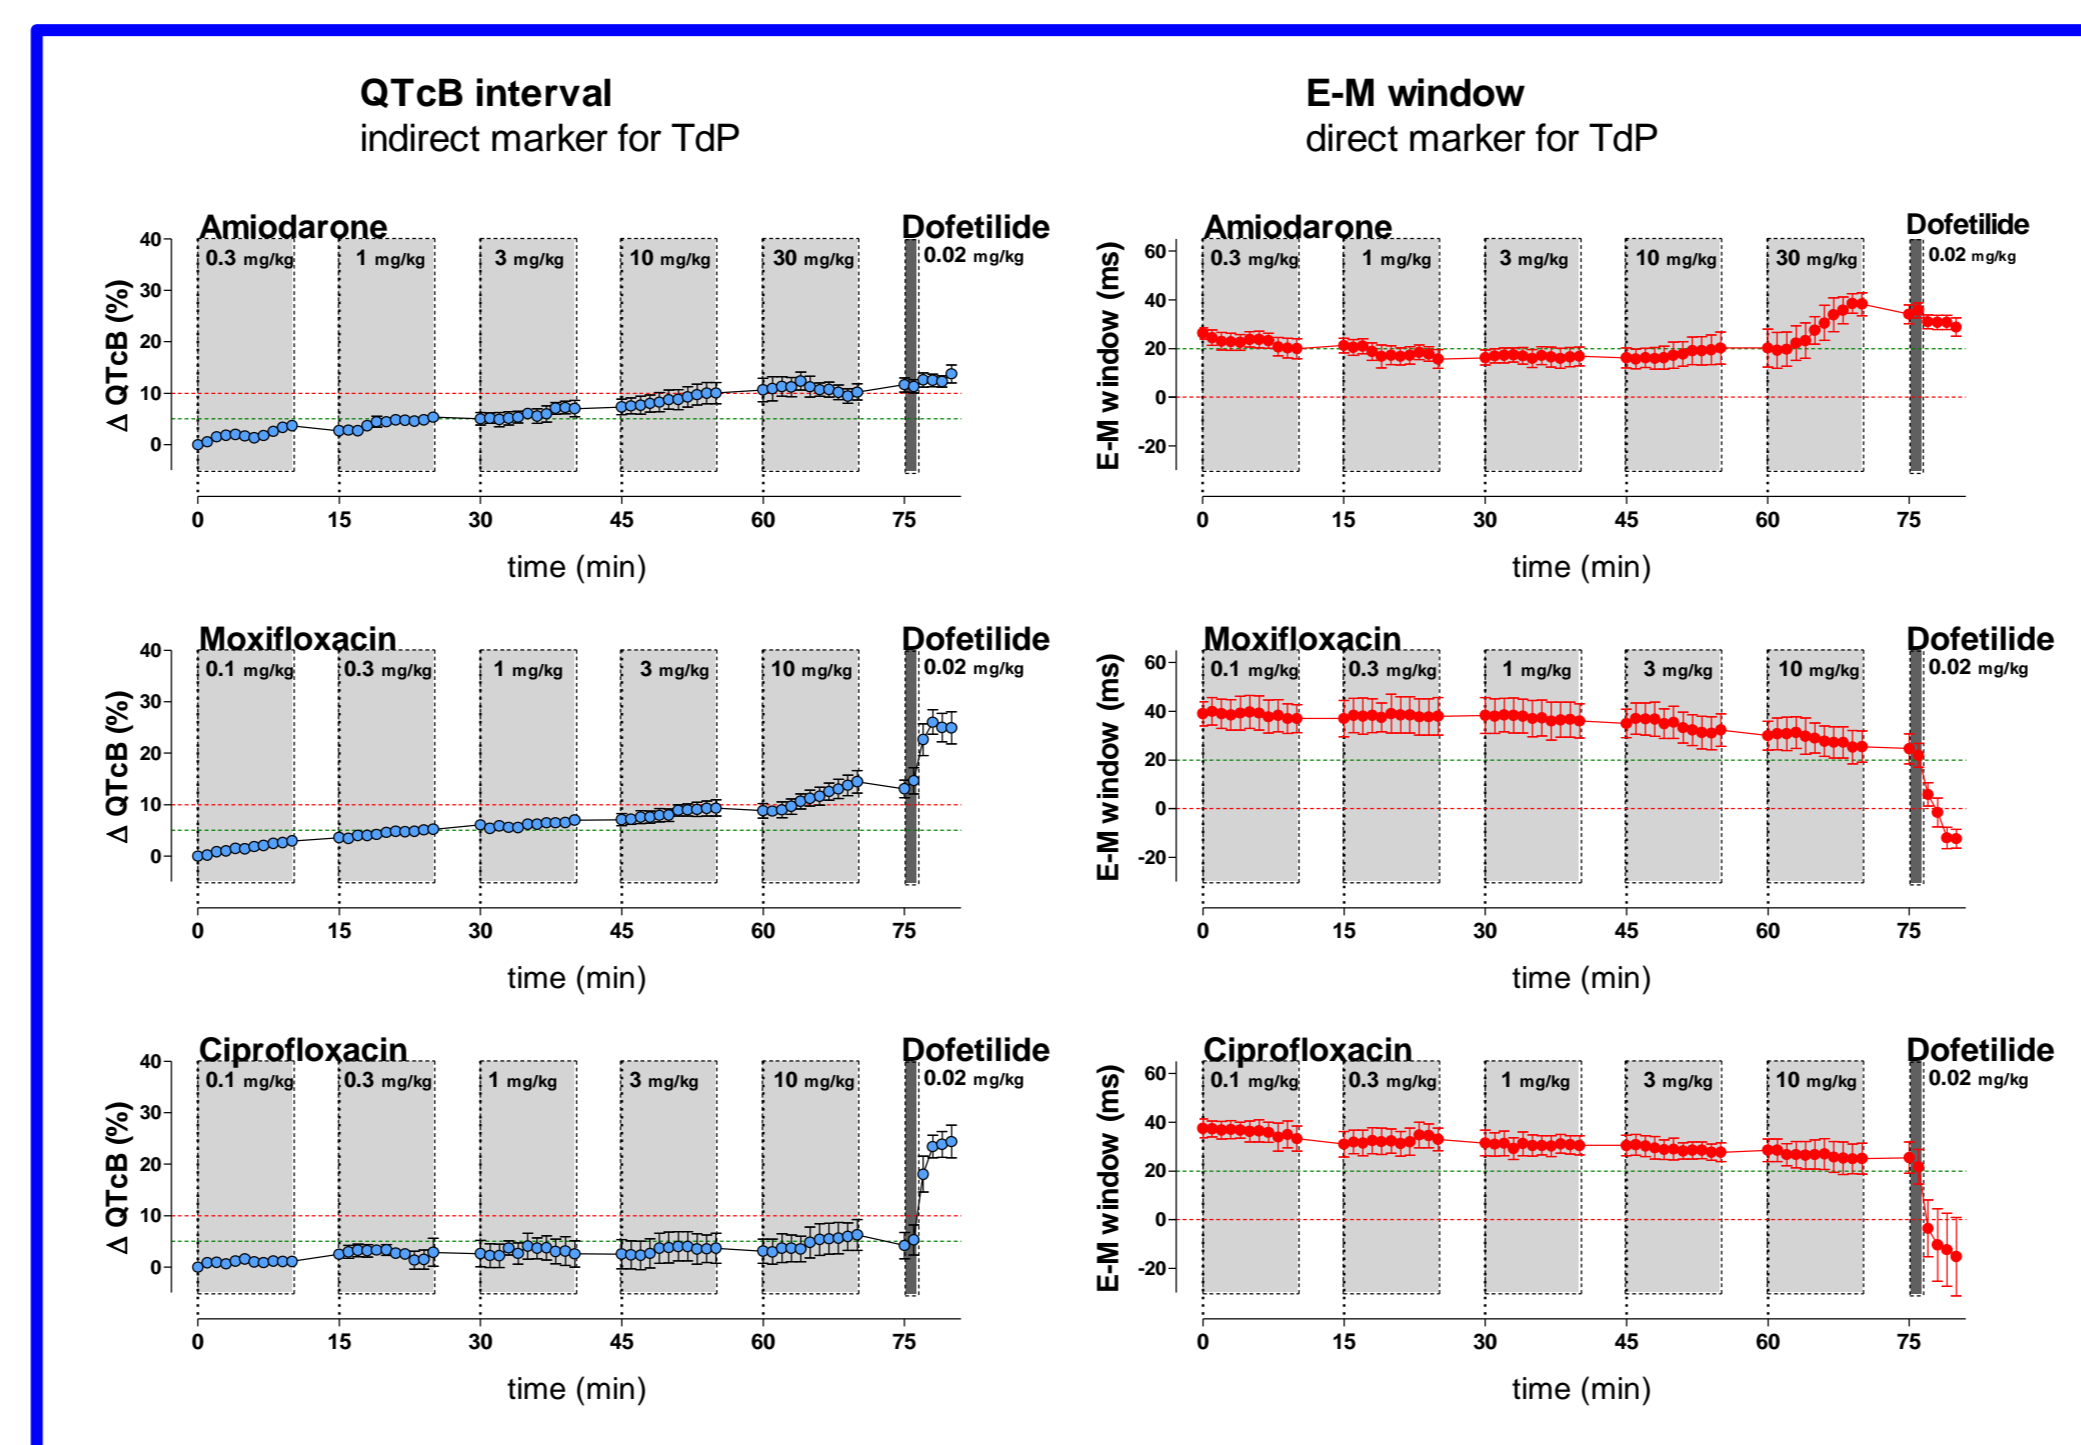 QTcB interval
indirect marker for TdP
E-M window
direct marker for TdP
Amiodarone
Dofetilide
0.3 mg/kg
1 mg/kg
3 mg/kg
10 mg/kg
30 mg/kg
0.02 mg/kg
Δ QTcB (%)
40
30
20
10
0
0 15 30 45 60 75
time (min)
Amiodarone
Dofetilide
0.3 mg/kg
1 mg/kg
3 mg/kg
10 mg/kg
30 mg/kg
0.02 mg/kg
E-M window (ms)
60
40
20
0
-20
0 15 30 45 60 75
time (min)
Moxifloxacin
Dofetilide
0.1 mg/kg
0.3 mg/kg
1 mg/kg
3 mg/kg
10 mg/kg
0.02 mg/kg
Δ QTcB (%)
40
30
20
10
0
0 15 30 45 60 75
time (min)
Moxifloxacin
Dofetilide
0.1 mg/kg
0.3 mg/kg
1 mg/kg
3 mg/kg
10 mg/kg
0.02 mg/kg
E-M window (ms)
60
40
20
0
-20
0 15 30 45 60 75
time (min)
Ciprofloxacin
Dofetilide
0.1 mg/kg
0.3 mg/kg
1 mg/kg
3 mg/kg
10 mg/kg
0.02 mg/kg
Δ QTcB (%)
40
30
20
10
0
0 15 30 45 60 75
time (min)
Ciprofloxacin
Dofetilide
0.1 mg/kg
0.3 mg/kg
1 mg/kg
3 mg/kg
10 mg/kg
0.02 mg/kg
E-M window (ms)
60
40
20
0
-20
0 15 30 45 60 75
time (min)